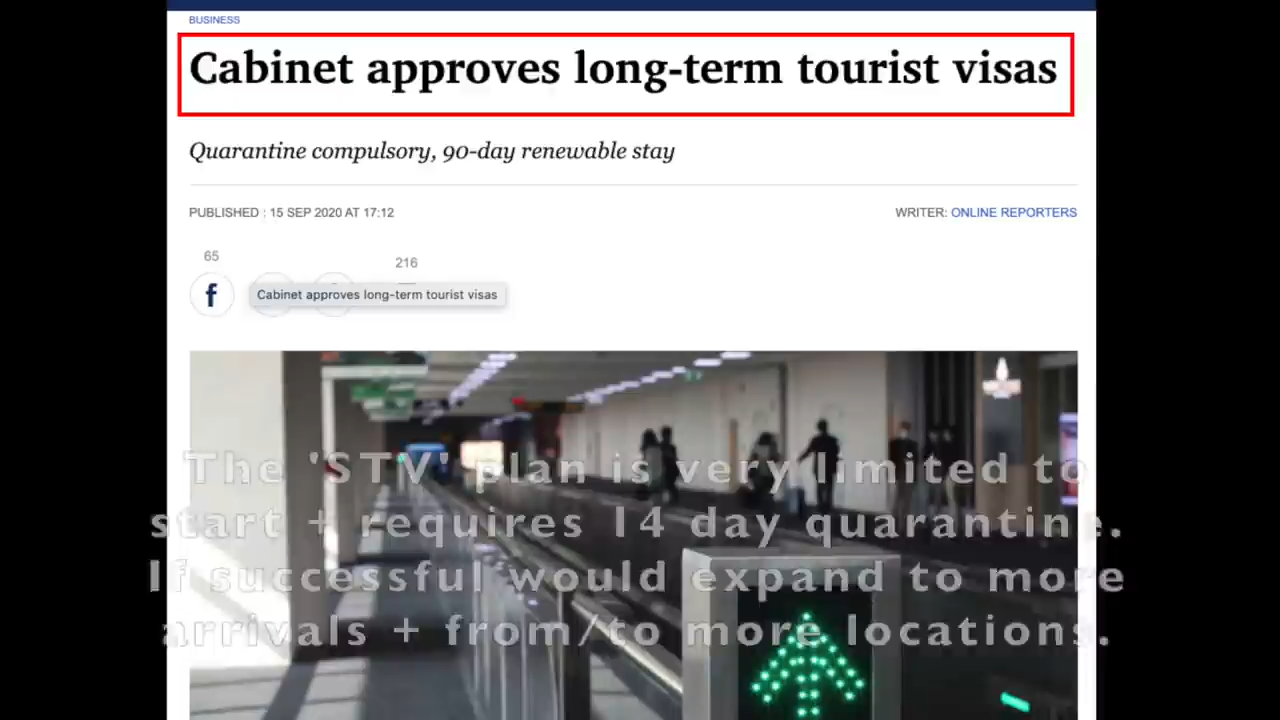 BUSINESS
Cabinet approves long-term tourist visas
Quarantine compulsory, 90-day renewable stay
PUBLISHED : 15 SEP 2020 AT 17:12
WRITER: ONLINE REPORTERS
65
216
f
Cabinet approves long-term tourist visas
The 'STV' plan is very limited to
start + requires 14 day quarantine.
If successful would expand to more
arrivals + from/to more locations.